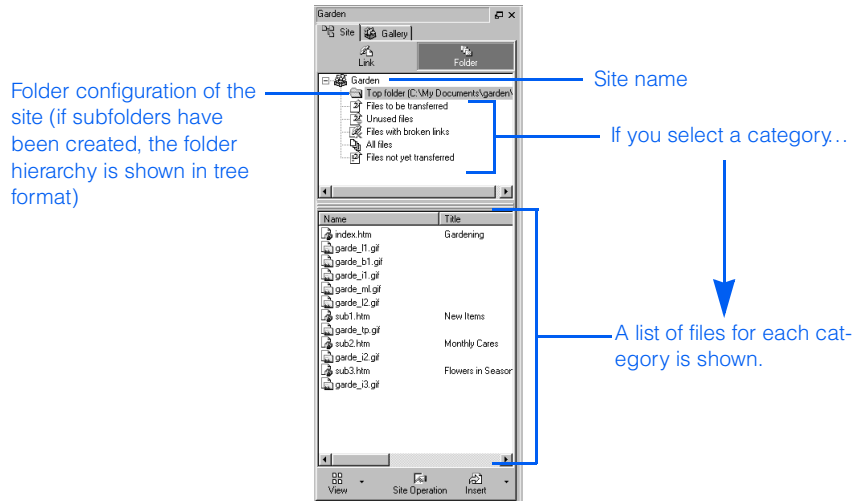 Garden
Site Gallery
Link Folder
Garden
Top folder (C:\My Documents\garden\
Files to be transferred
Unused files
Files with broken links
All files
Files not yet transferred
Name Title
index.htm Gardening
garde_l1.gif
garde_b1.gif
garde_i1.gif
garde_ml.gif
garde_l2.gif
sub1.htm New Items
garde_tp.gif
sub2.htm Monthly Cares
garde_i2.gif
sub3.htm Flowers in Season
garde_i3.gif
View Site Operation Insert
Folder configuration of the
site (if subfolders have
been created, the folder
hierarchy is shown in tree
format)
Site name
If you select a category...
A list of files for each cat-
egory is shown.